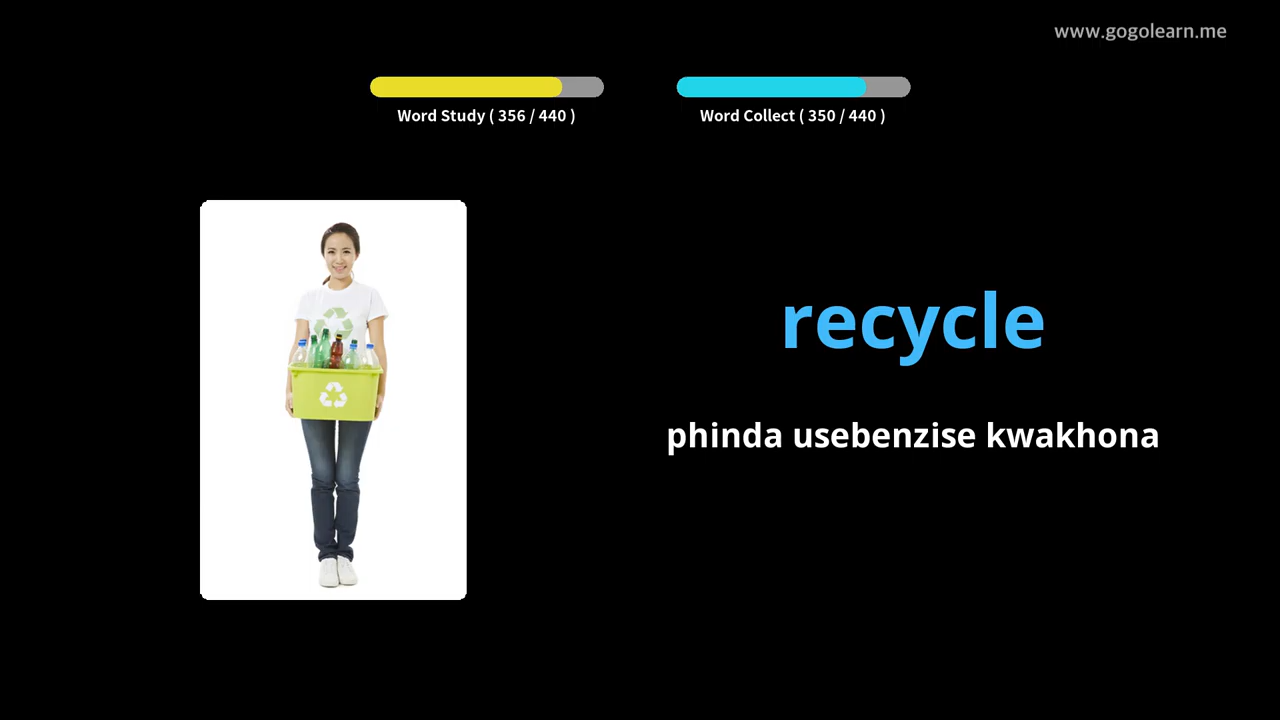 www.gogolearn.me
Word Study ( 356 / 440 )
Word Collect ( 350 / 440 )
recycle
phinda usebenzise kwakhona